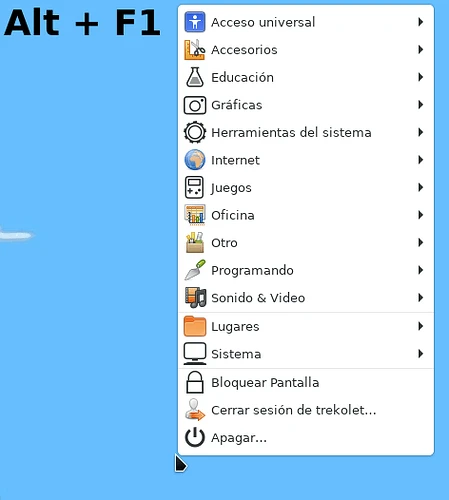 Alt + F1
Acceso universal
Accesorios
Educación
Gráficas
Herramientas del sistema
Internet
Juegos
Oficina
Otro
Programando
Sonido & Video
Lugares
Sistema
Bloquear Pantalla
Cerrar sesión de trekolet...
Apagar...